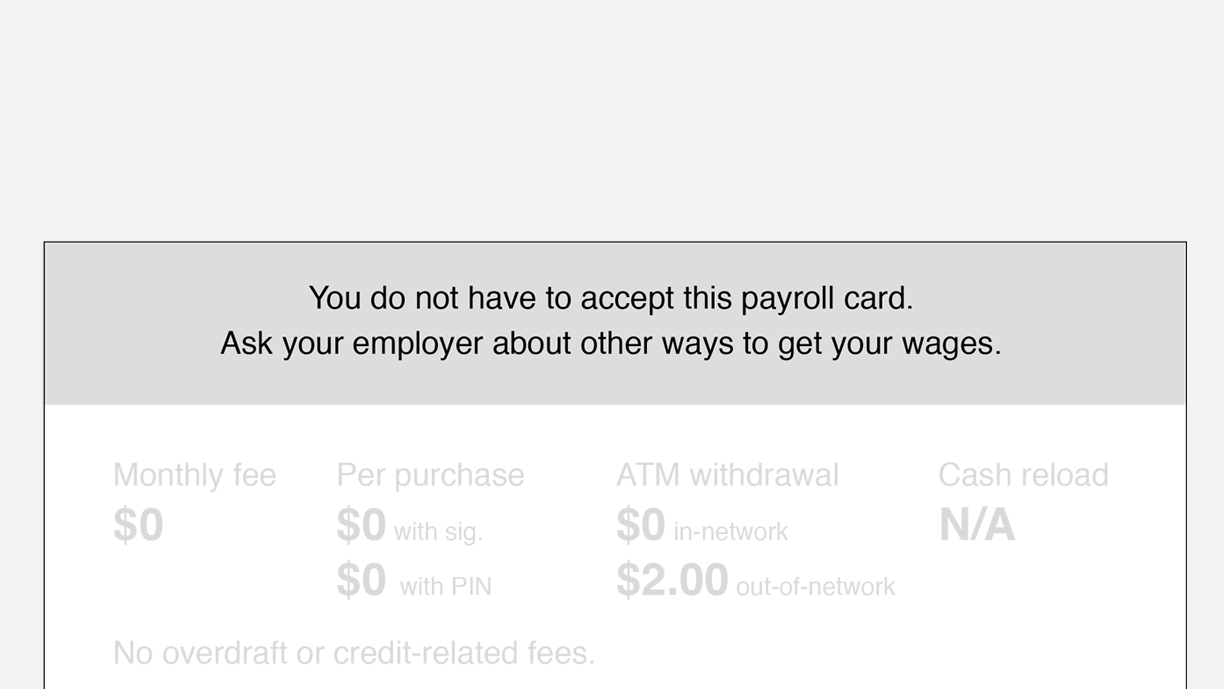 You do not have to accept this payroll card.
Ask your employer about other ways to get your wages.
Monthly fee Per purchase ATM withdrawal Cash reload
$0 $0 with sig. $0 in-network N/A
$0 with PIN $2.00 out-of-network
No overdraft or credit-related fees.